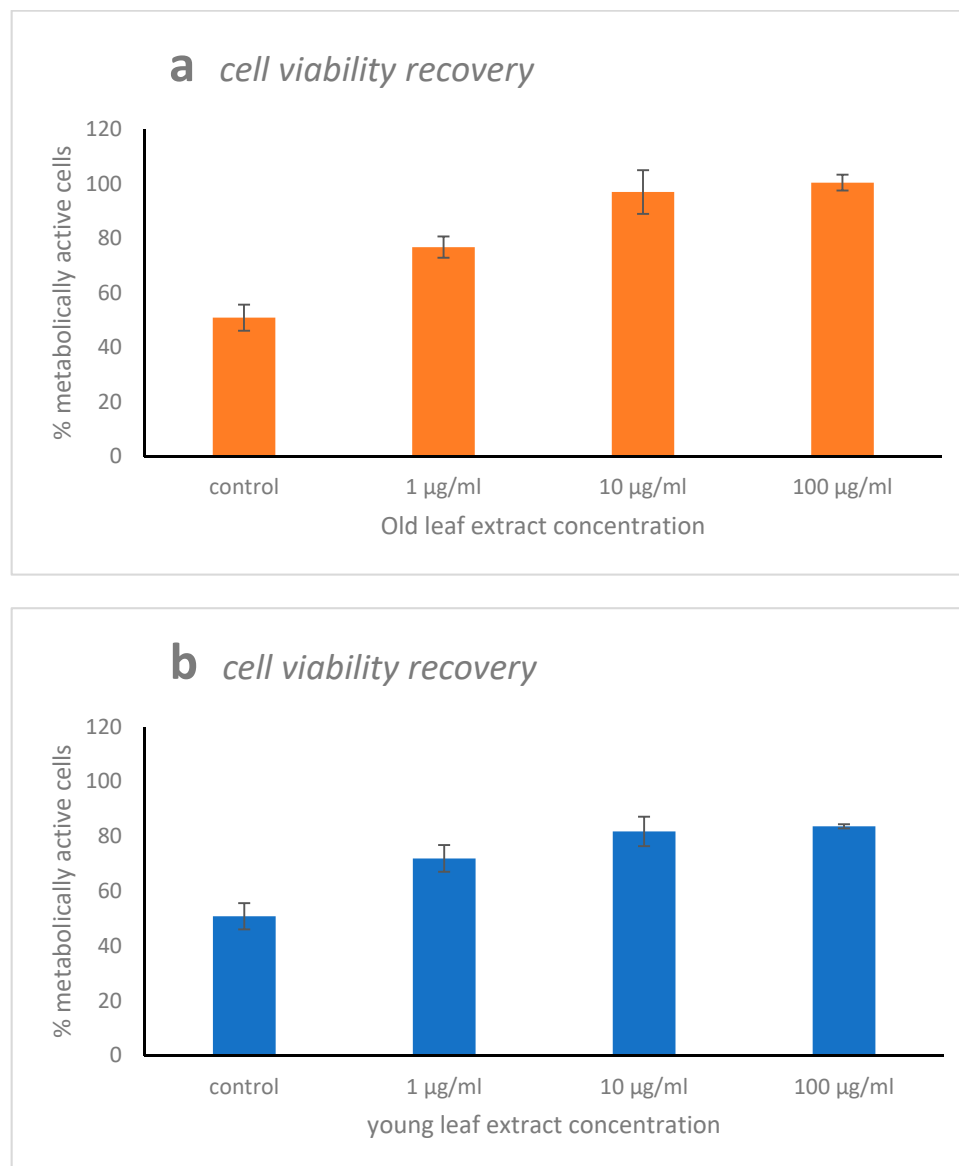 a cell viability recovery
% metabolically active cells
120
100
80
60
40
20
0
control 1 µg/ml 10 µg/ml 100 µg/ml
Old leaf extract concentration
b cell viability recovery
% metabolically active cells
120
100
80
60
40
20
0
control 1 µg/ml 10 µg/ml 100 µg/ml
young leaf extract concentration